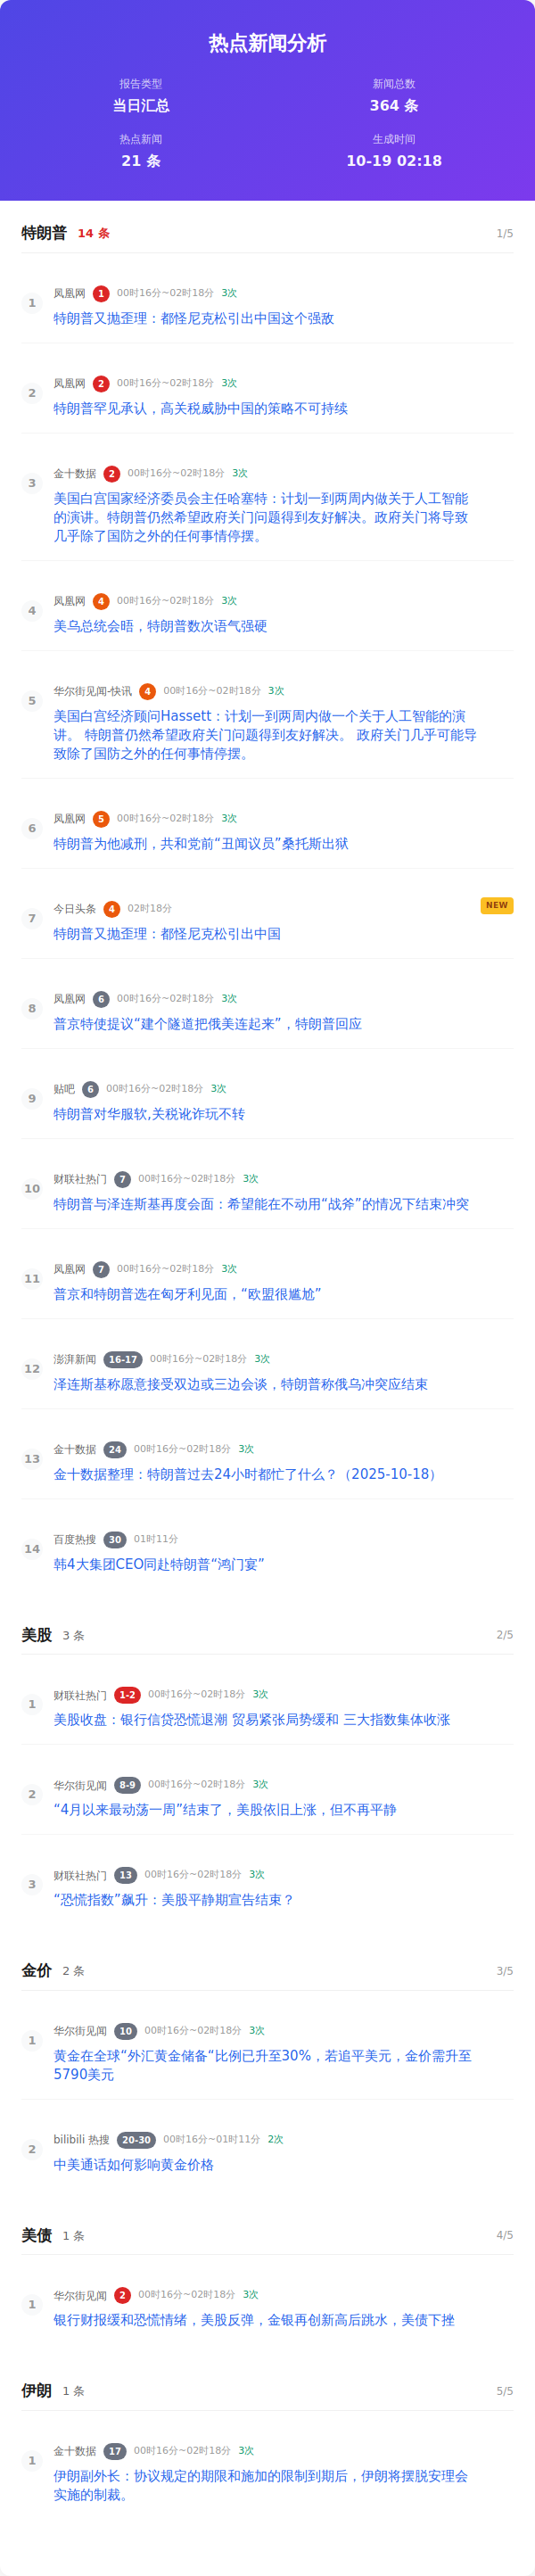 热点新闻分析
报告类型
当日汇总
新闻总数
364 条
热点新闻
21 条
生成时间
10-19 02:18
特朗普 14 条 1/5
1
凤凰网 1 00时16分~02时18分 3次
特朗普又抛歪理：都怪尼克松引出中国这个强敌
2
凤凰网 2 00时16分~02时18分 3次
特朗普罕见承认，高关税威胁中国的策略不可持续
3
金十数据 2 00时16分~02时18分 3次
美国白宫国家经济委员会主任哈塞特：计划一到两周内做关于人工智能
的演讲。特朗普仍然希望政府关门问题得到友好解决。政府关门将导致
几乎除了国防之外的任何事情停摆。
4
凤凰网 4 00时16分~02时18分 3次
美乌总统会晤，特朗普数次语气强硬
5
华尔街见闻-快讯 4 00时16分~02时18分 3次
美国白宫经济顾问Hassett：计划一到两周内做一个关于人工智能的演
讲。 特朗普仍然希望政府关门问题得到友好解决。 政府关门几乎可能导
致除了国防之外的任何事情停摆。
6
凤凰网 5 00时16分~02时18分 3次
特朗普为他减刑，共和党前“丑闻议员”桑托斯出狱
7
今日头条 4 02时18分 NEW
特朗普又抛歪理：都怪尼克松引出中国
8
凤凰网 6 00时16分~02时18分 3次
普京特使提议“建个隧道把俄美连起来”，特朗普回应
9
贴吧 6 00时16分~02时18分 3次
特朗普对华服软,关税讹诈玩不转
10
财联社热门 7 00时16分~02时18分 3次
特朗普与泽连斯基再度会面：希望能在不动用“战斧”的情况下结束冲突
11
凤凰网 7 00时16分~02时18分 3次
普京和特朗普选在匈牙利见面，“欧盟很尴尬”
12
澎湃新闻 16-17 00时16分~02时18分 3次
泽连斯基称愿意接受双边或三边会谈，特朗普称俄乌冲突应结束
13
金十数据 24 00时16分~02时18分 3次
金十数据整理：特朗普过去24小时都忙了什么？（2025-10-18）
14
百度热搜 30 01时11分
韩4大集团CEO同赴特朗普“鸿门宴”
美股 3 条 2/5
1
财联社热门 1-2 00时16分~02时18分 3次
美股收盘：银行信贷恐慌退潮 贸易紧张局势缓和 三大指数集体收涨
2
华尔街见闻 8-9 00时16分~02时18分 3次
“4月以来最动荡一周”结束了，美股依旧上涨，但不再平静
3
财联社热门 13 00时16分~02时18分 3次
“恐慌指数”飙升：美股平静期宣告结束？
金价 2 条 3/5
1
华尔街见闻 10 00时16分~02时18分 3次
黄金在全球“外汇黄金储备“比例已升至30%，若追平美元，金价需升至
5790美元
2
bilibili 热搜 20-30 00时16分~01时11分 2次
中美通话如何影响黄金价格
美债 1 条 4/5
1
华尔街见闻 2 00时16分~02时18分 3次
银行财报缓和恐慌情绪，美股反弹，金银再创新高后跳水，美债下挫
伊朗 1 条 5/5
1
金十数据 17 00时16分~02时18分 3次
伊朗副外长：协议规定的期限和施加的限制到期后，伊朗将摆脱安理会
实施的制裁。